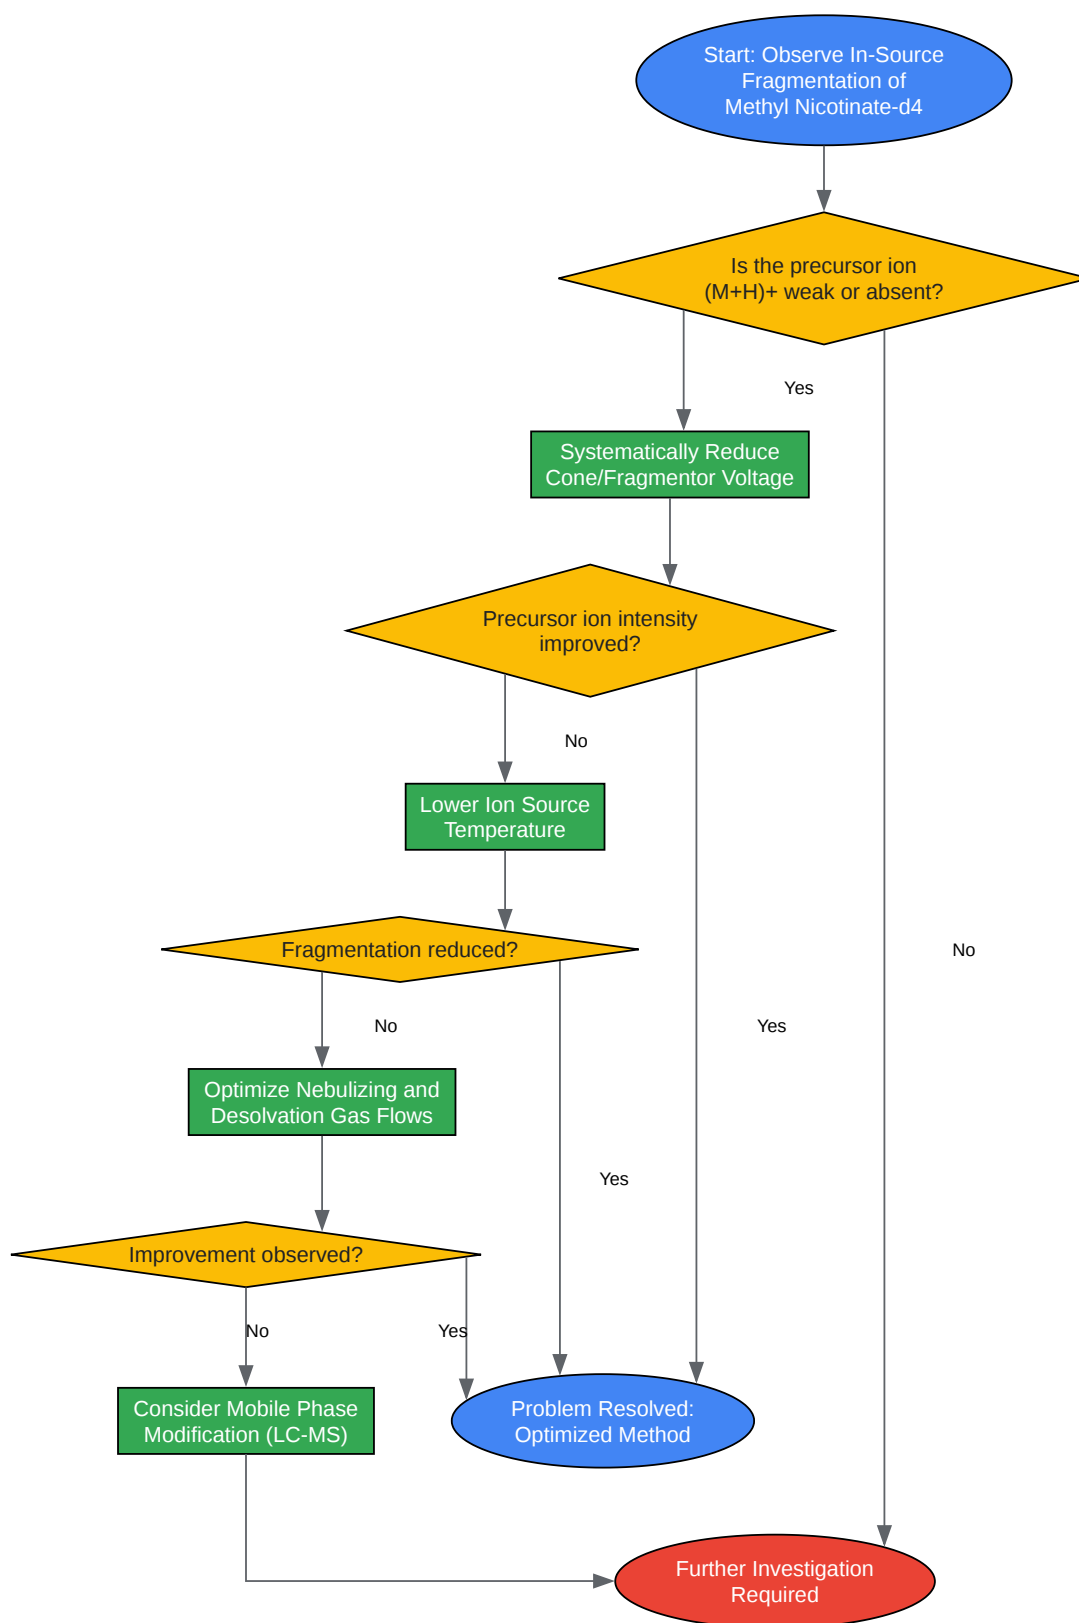 Start: Observe In-Source
Fragmentation of
Methyl Nicotinate-d4
Is the precursor ion
(M+H)+ weak or absent?
Yes
Systematically Reduce
Cone/Fragmentor Voltage
Precursor ion intensity
improved?
No
Lower Ion Source
Temperature
Fragmentation reduced?
No
No
Yes
Optimize Nebulizing and
Desolvation Gas Flows
Yes
Improvement observed?
No
Yes
Consider Mobile Phase
Modification (LC-MS)
Problem Resolved:
Optimized Method
Further Investigation
Required